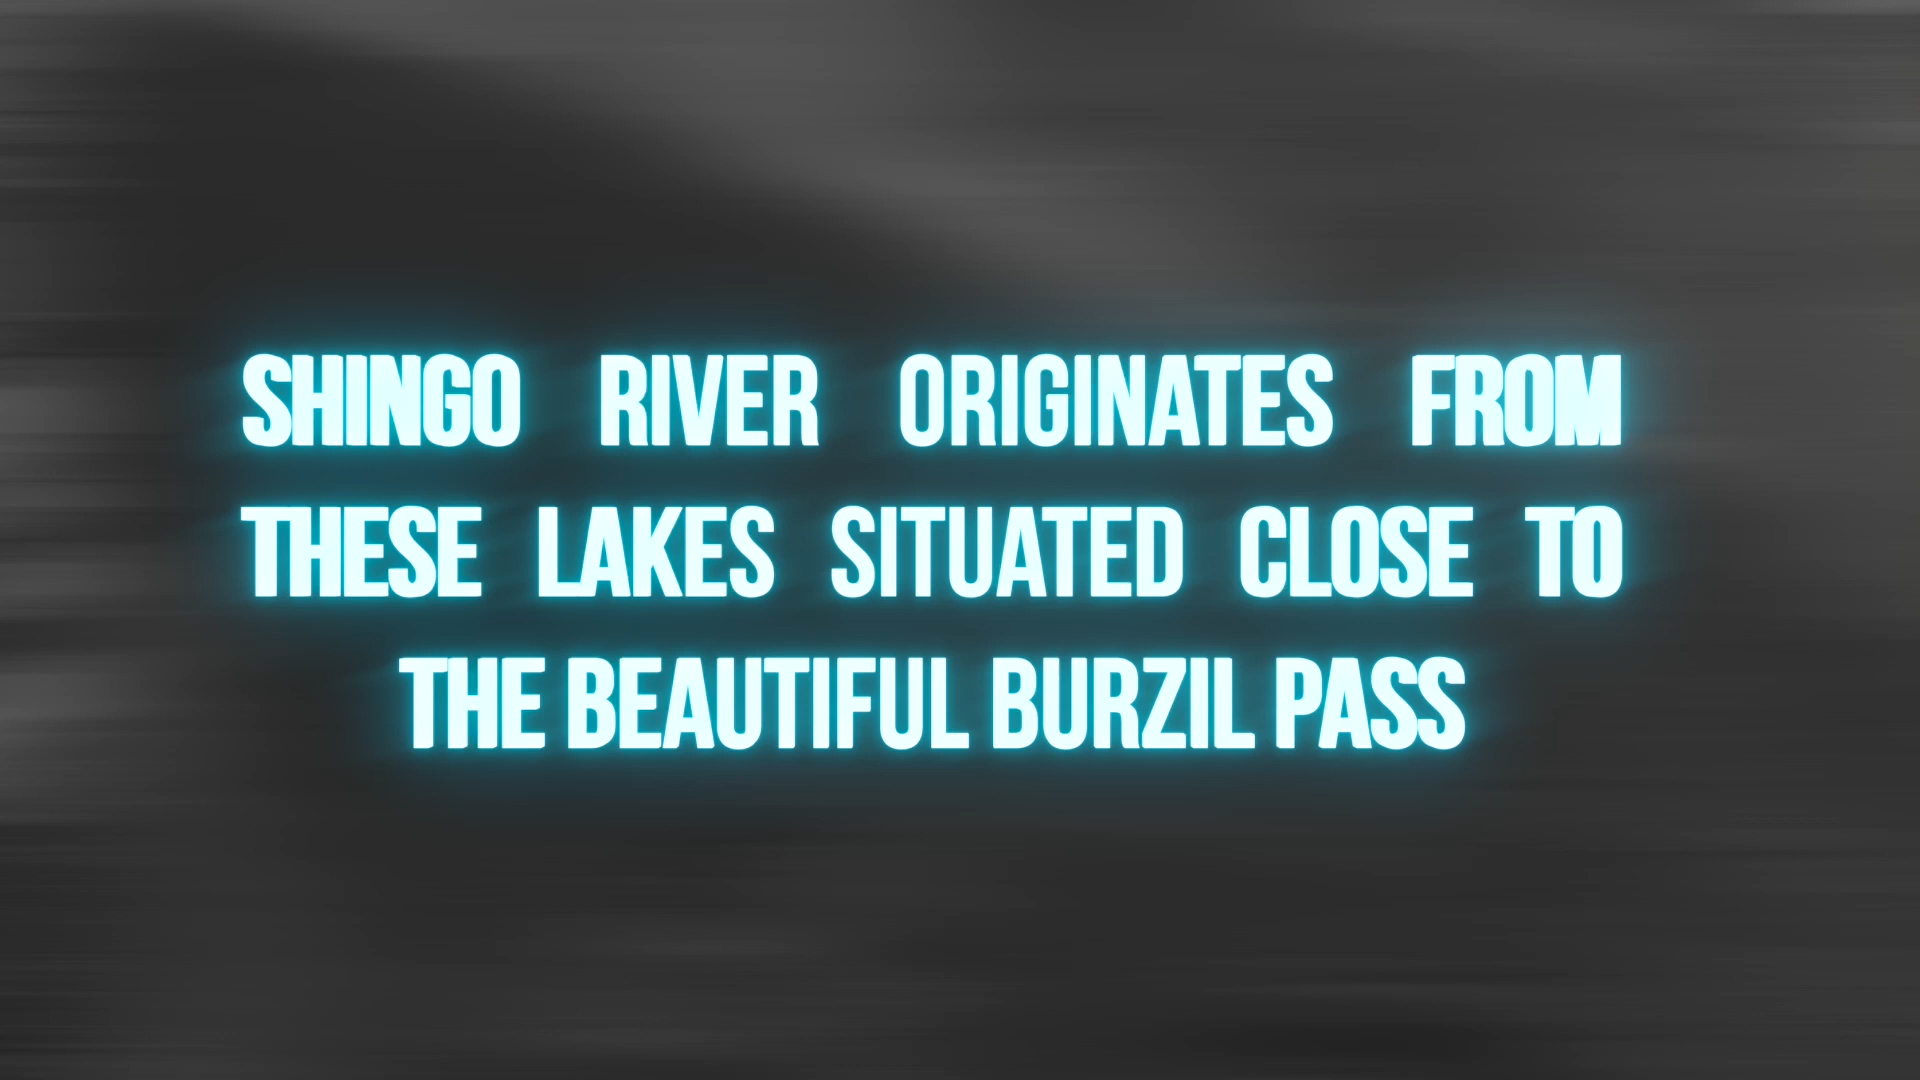 SHINGO RIVER ORIGINATES FROM
THESE LAKES SITUATED CLOSE TO
THE BEAUTIFUL BURZIL PASS